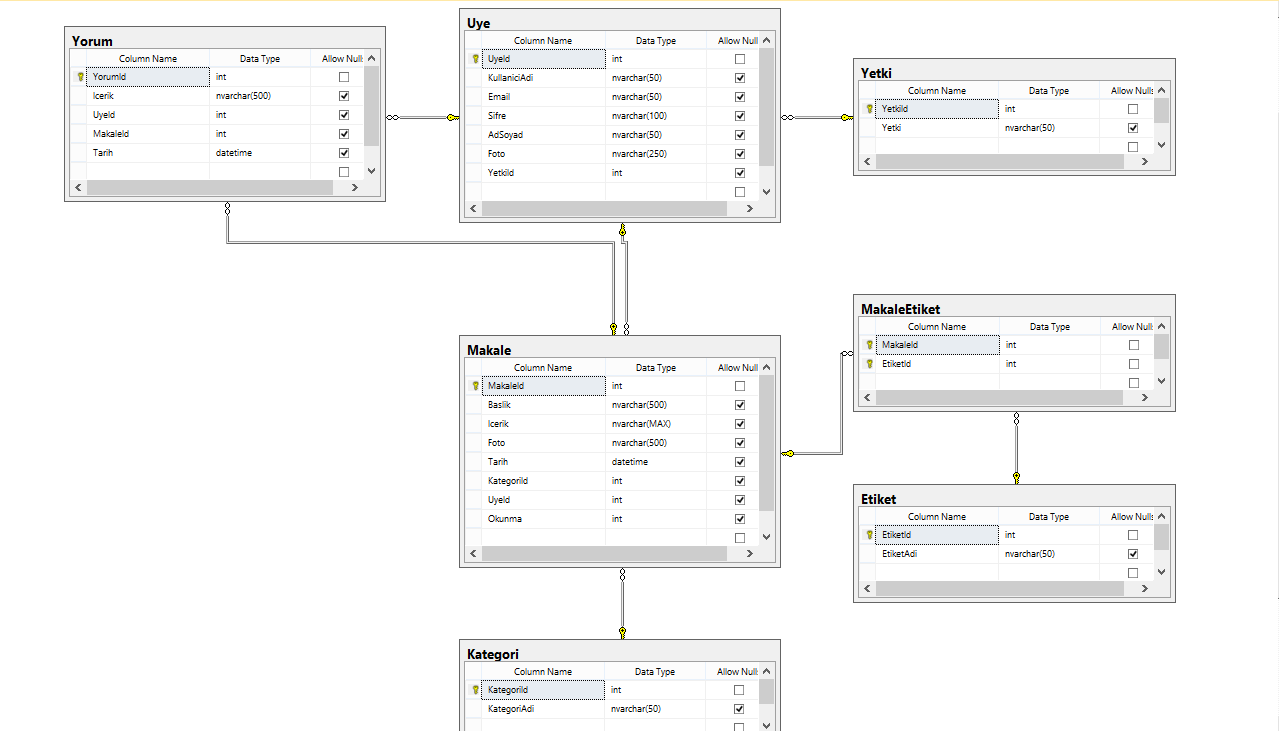 Yorum
Column Name Data Type Allow Nulls
YorumId int
Icerik nvarchar(500)
UyeId int
MakaleId int
Tarih datetime
Uye
Column Name Data Type Allow Null
UyeId int
KullaniciAdi nvarchar(50)
Email nvarchar(50)
Sifre nvarchar(100)
AdSoyad nvarchar(50)
Foto nvarchar(250)
YetkiId int
Yetki
Column Name Data Type Allow Nulls
YetkiId int
Yetki nvarchar(50)
Makale
Column Name Data Type Allow Null
MakaleId int
Baslik nvarchar(500)
Icerik nvarchar(MAX)
Foto nvarchar(500)
Tarih datetime
KategoriId int
UyeId int
Okunma int
MakaleEtiket
Column Name Data Type Allow Nulls
MakaleId int
EtiketId int
Etiket
Column Name Data Type Allow Nulls
EtiketId int
EtiketAdi nvarchar(50)
Kategori
Column Name Data Type Allow Nulls
KategoriId int
KategoriAdi nvarchar(50)